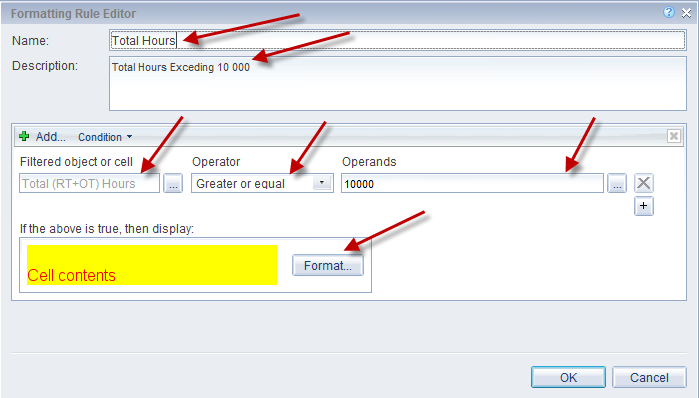 Formatting Rule Editor
Name: Total Hours
Description: Total Hours Exceding 10 000
Add... Condition
Filtered object or cell Operator Operands
Total (RT+OT) Hours ... Greater or equal 10000 ...
If the above is true, then display:
Cell contents Format...
OK Cancel